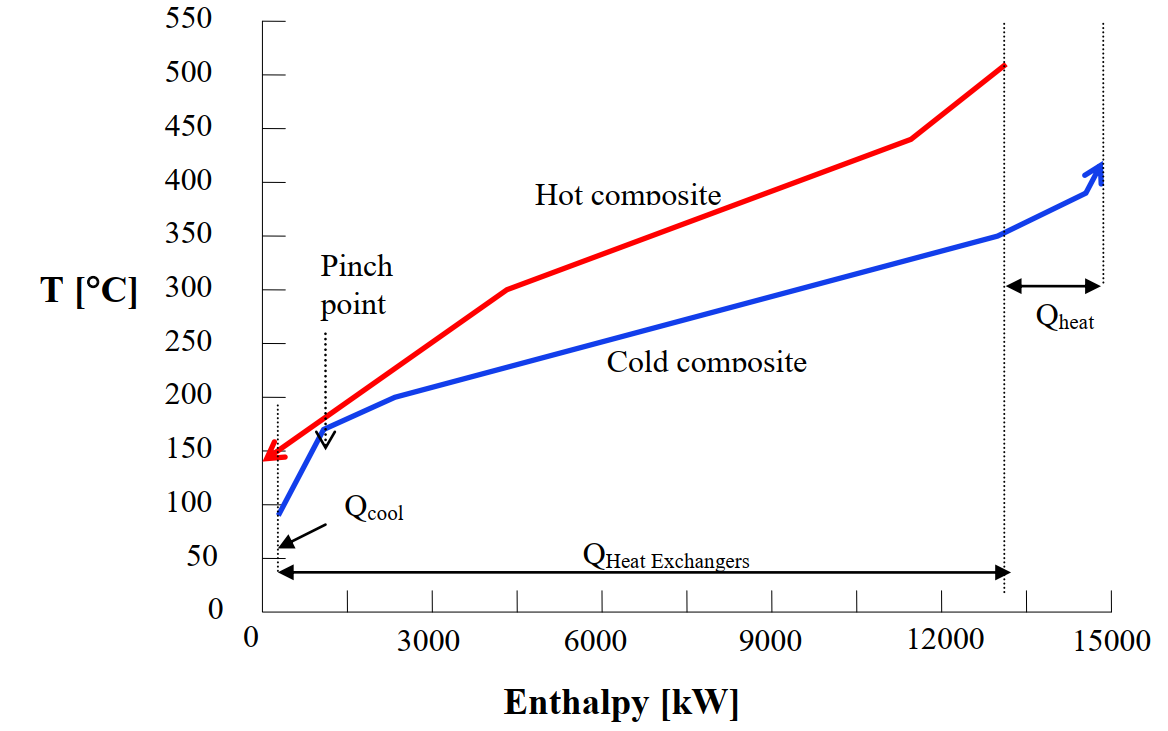 550
500
450
400
350
300
250
200
150
100
50
0
T [°C]
Hot composite
Pinch
point
Cold composite
Qheat
Qcool
QHeat Exchangers
0
3000
6000
9000
12000
15000
Enthalpy [kW]